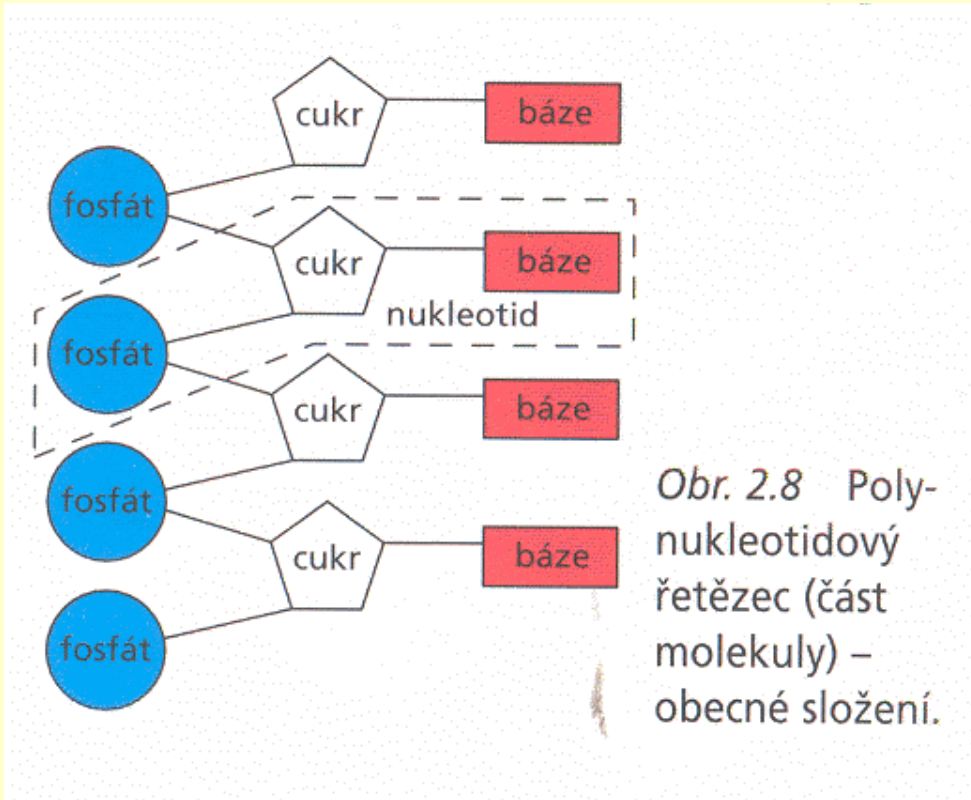 cukr
báze
fosfát
cukr
báze
nukleotid
fosfát
cukr
báze
fosfát
cukr
báze
fosfát
Obr. 2.8 Poly-
nukleotidový
řetězec (část
molekuly) –
obecné složení.